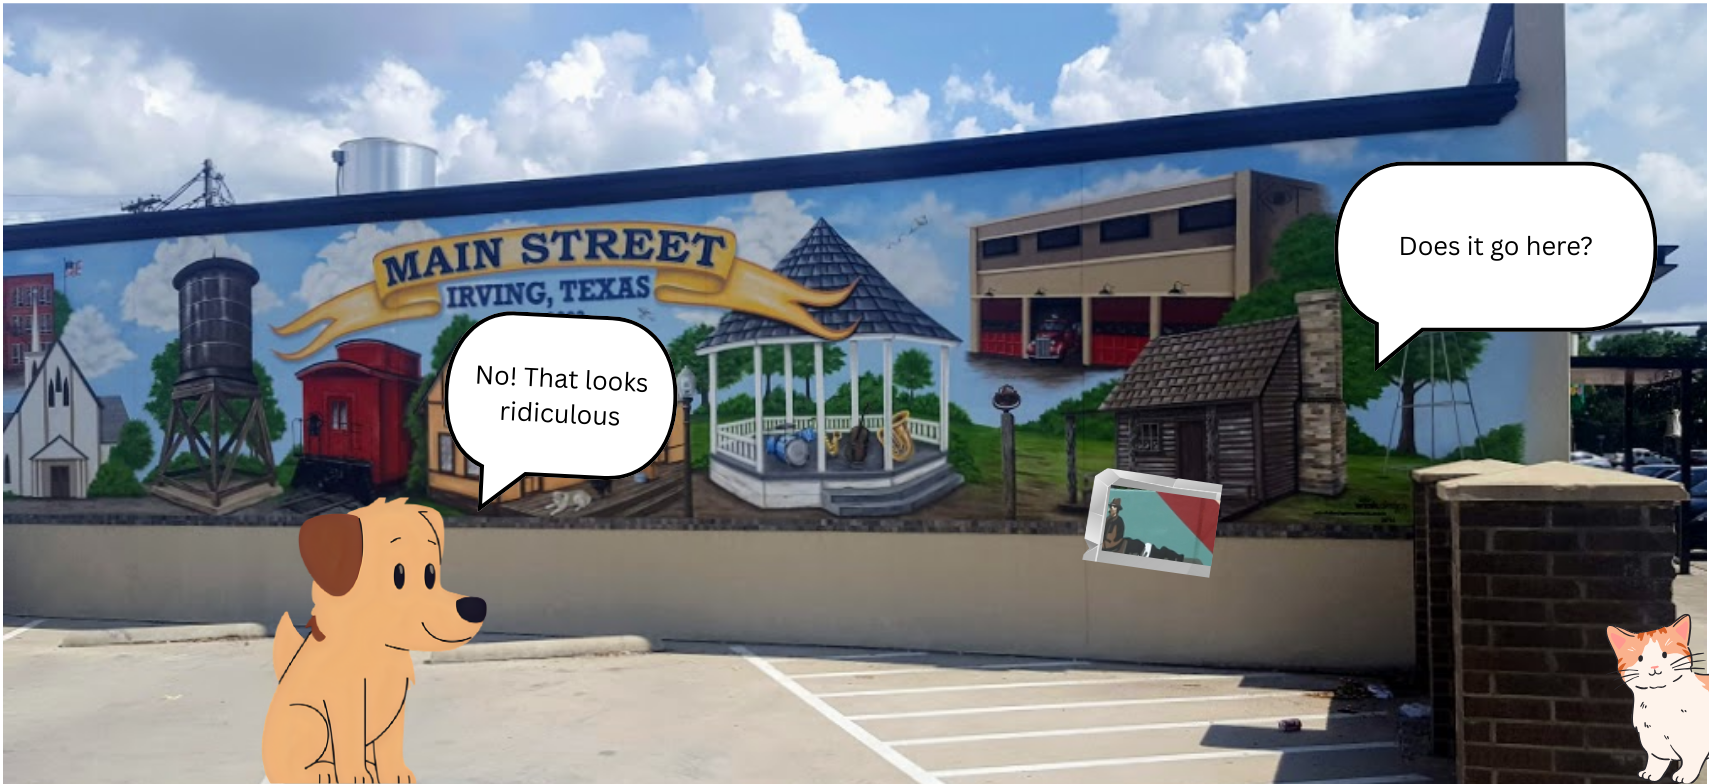 MAIN STREET
IRVING, TEXAS
Does it go here?
No! That looks
ridiculous